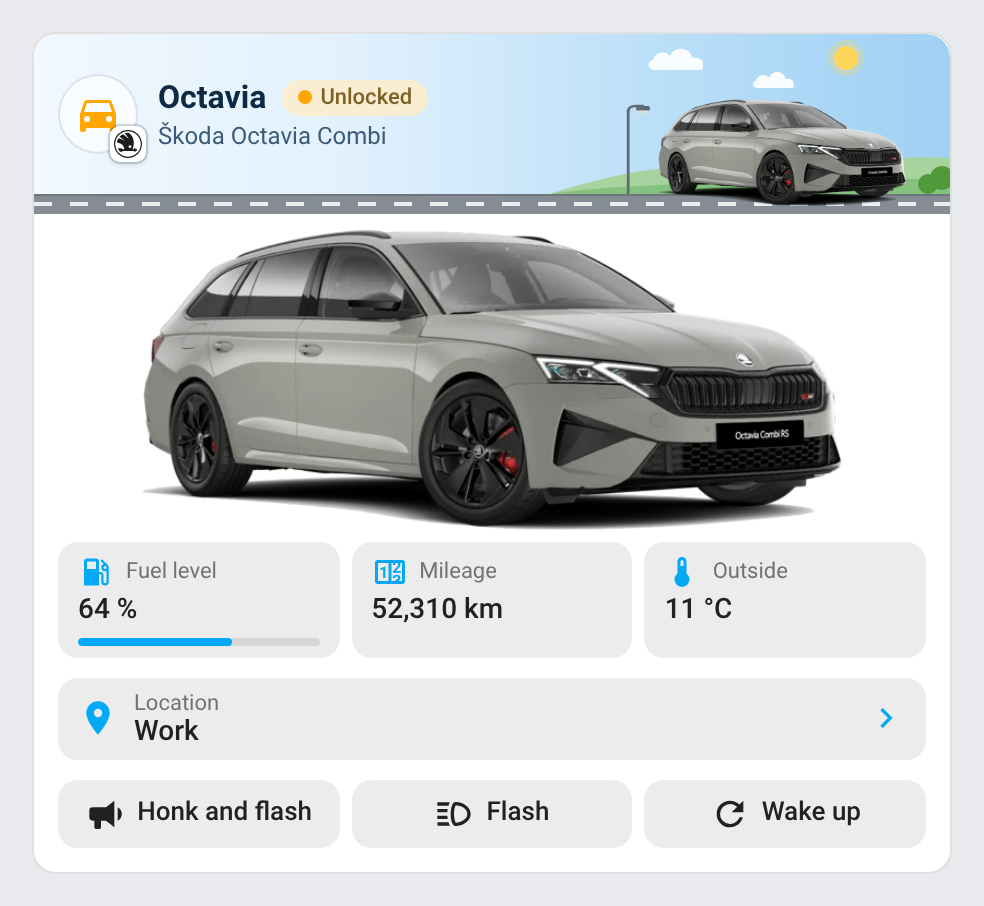 Octavia
Unlocked
Škoda Octavia Combi
Octavia Combi RS
Fuel level
64 %
Mileage
52,310 km
Outside
11 °C
Location
Work
Honk and flash
Flash
Wake up